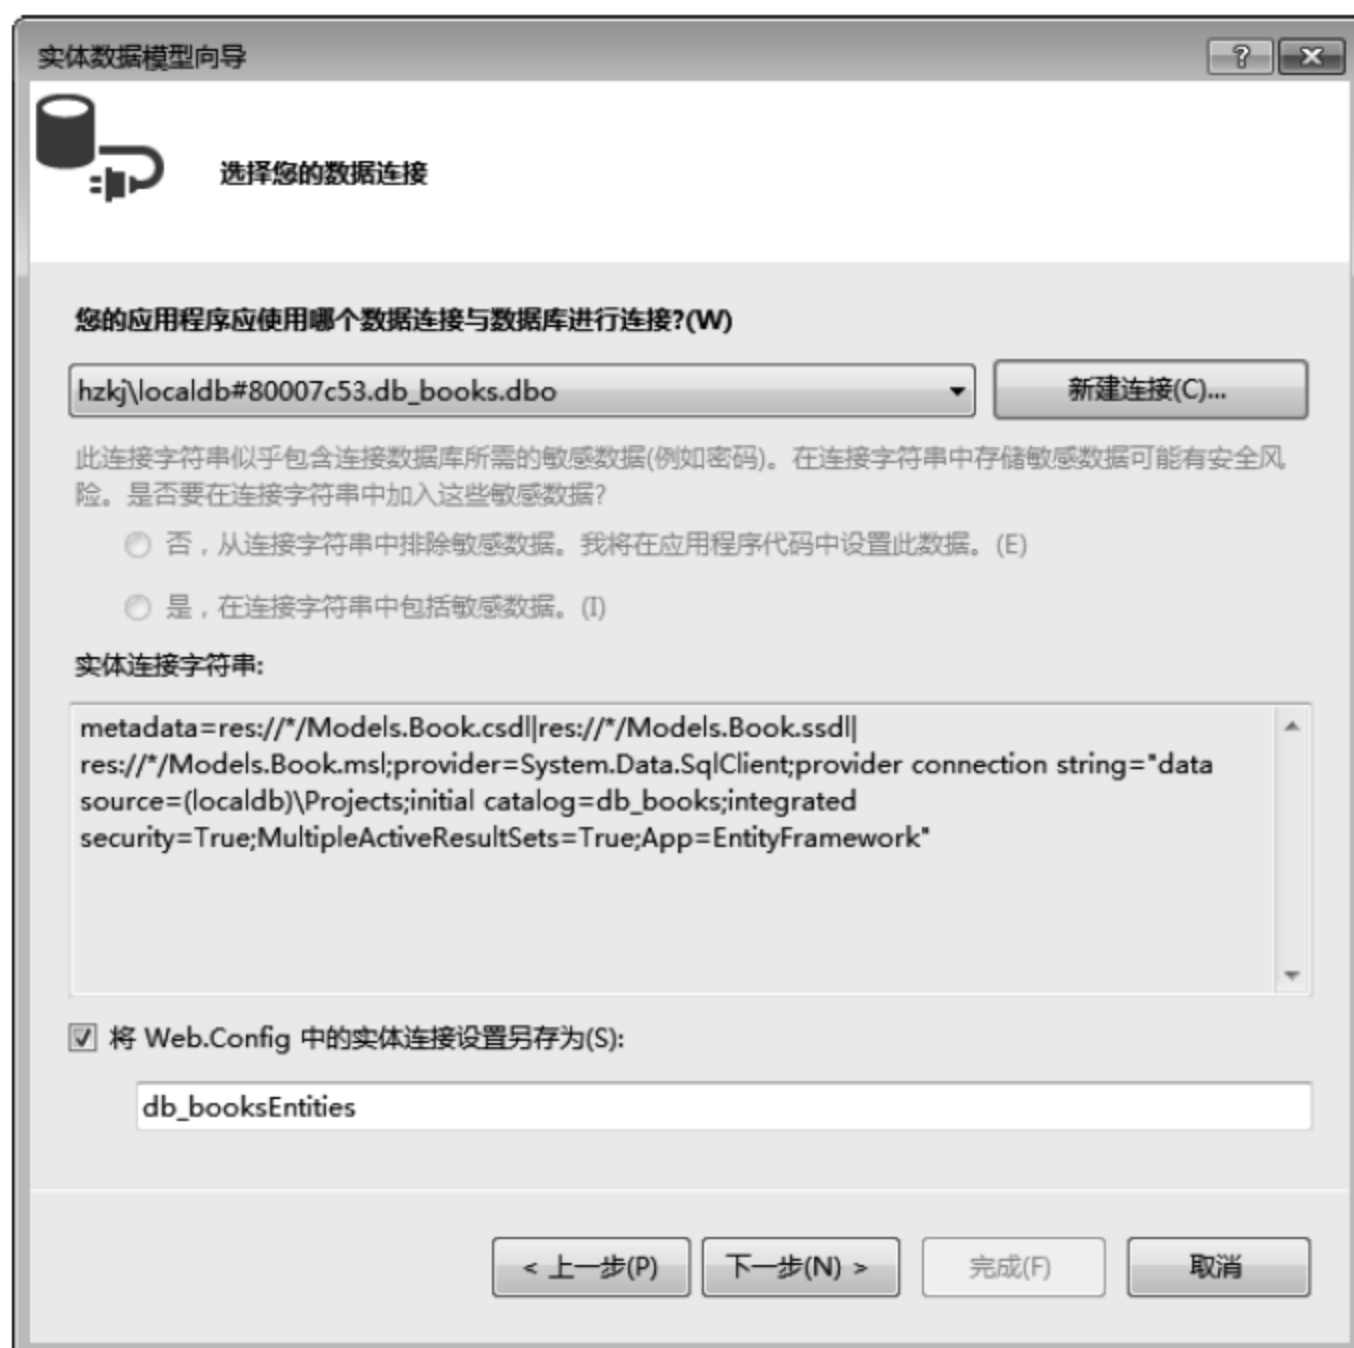 实体数据模型向导
选择您的数据连接
您的应用程序应使用哪个数据连接与数据库进行连接?(W)
hzkj\localdb#80007c53.db_books.dbo
新建连接(C)...
此连接字符串似乎包含连接数据库所需的敏感数据(例如密码)。在连接字符串中存储敏感数据可能有安全风
险。是否要在连接字符串中加入这些敏感数据?
否，从连接字符串中排除敏感数据。我将在应用程序代码中设置此数据。(E)
是，在连接字符串中包括敏感数据。(I)
实体连接字符串:
metadata=res://*/Models.Book.csdl|res://*/Models.Book.ssdl|
res://*/Models.Book.msl;provider=System.Data.SqlClient;provider connection string="data
source=(localdb)\Projects;initial catalog=db_books;integrated
security=True;MultipleActiveResultSets=True;App=EntityFramework"
将 Web.Config 中的实体连接设置另存为(S):
db_booksEntities
< 上一步(P)
下一步(N) >
完成(F)
取消